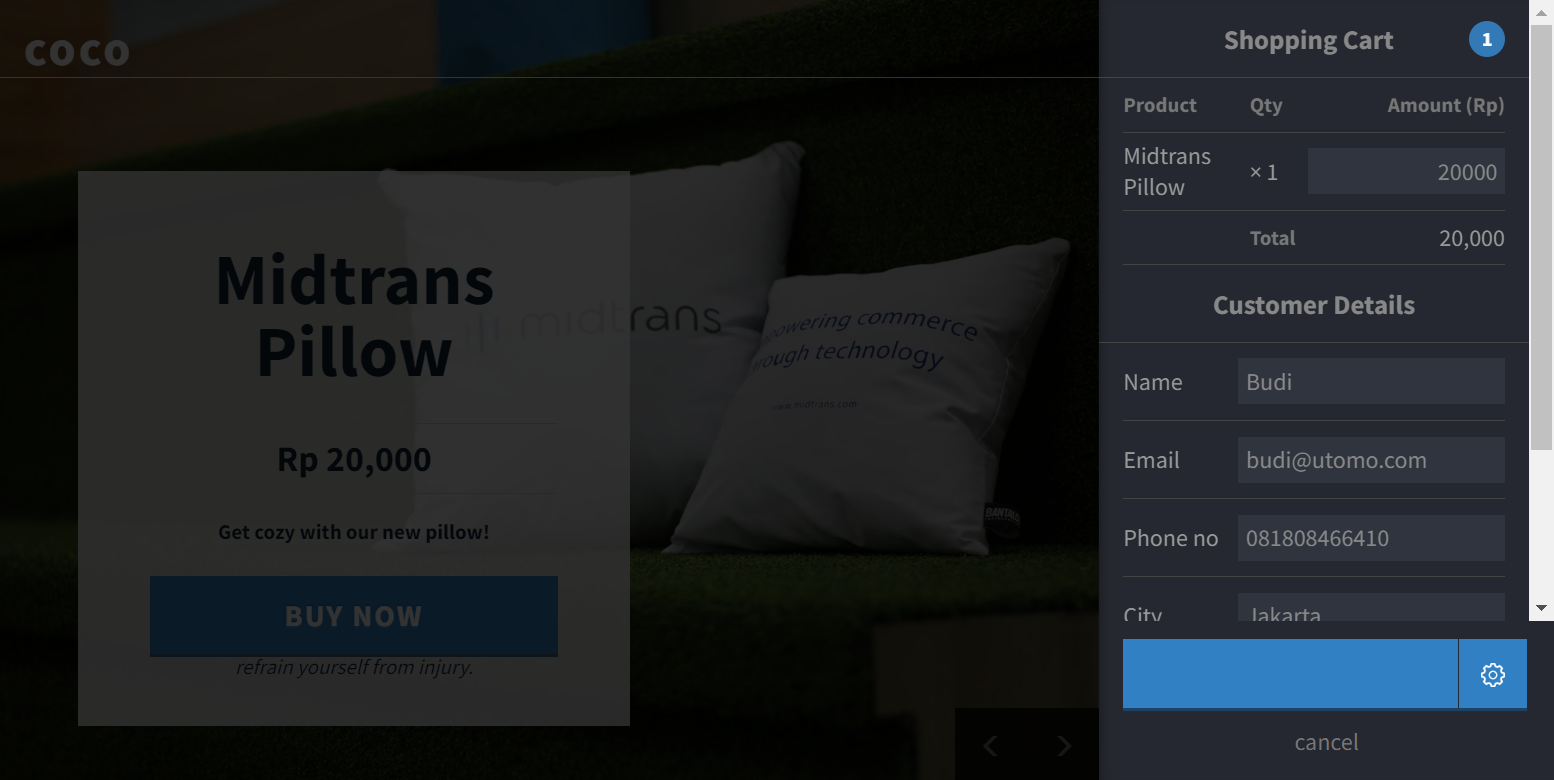 coco
Midtrans
Pillow
Rp 20,000
Get cozy with our new pillow!
BUY NOW
refrain yourself from injury.
midtrans
powering commerce
rough technology
www.midtrans.com
Shopping Cart 1
Product Qty Amount (Rp)
Midtrans
Pillow
× 1 20000
Total 20,000
Customer Details
Name Budi
Email budi@utomo.com
Phone no 081808466410
City Jakarta
cancel